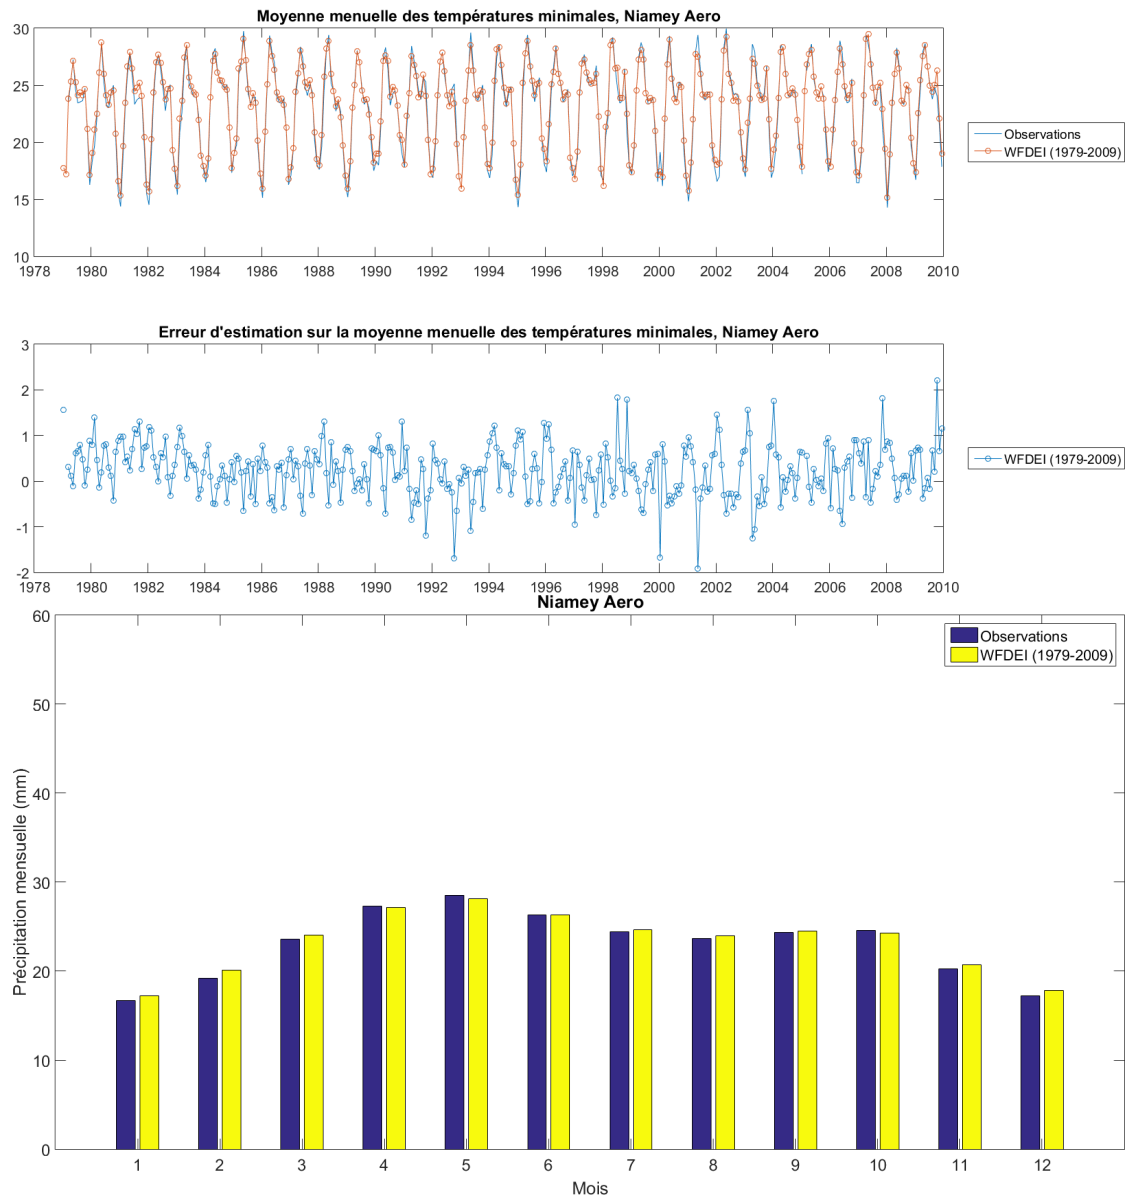 Moyenne menuelle des températures minimales, Niamey Aero
30
25
20
15
10
1978 1980 1982 1984 1986 1988 1990 1992 1994 1996 1998 2000 2002 2004 2006 2008 2010
Observations
WFDEI (1979-2009)
Erreur d'estimation sur la moyenne menuelle des températures minimales, Niamey Aero
3
2
1
0
-1
-2
1978 1980 1982 1984 1986 1988 1990 1992 1994 1996 1998 2000 2002 2004 2006 2008 2010
WFDEI (1979-2009)
Niamey Aero
60
50
40
30
20
10
0
Précipitation mensuelle (mm)
Observations
WFDEI (1979-2009)
1 2 3 4 5 6 7 8 9 10 11 12
Mois